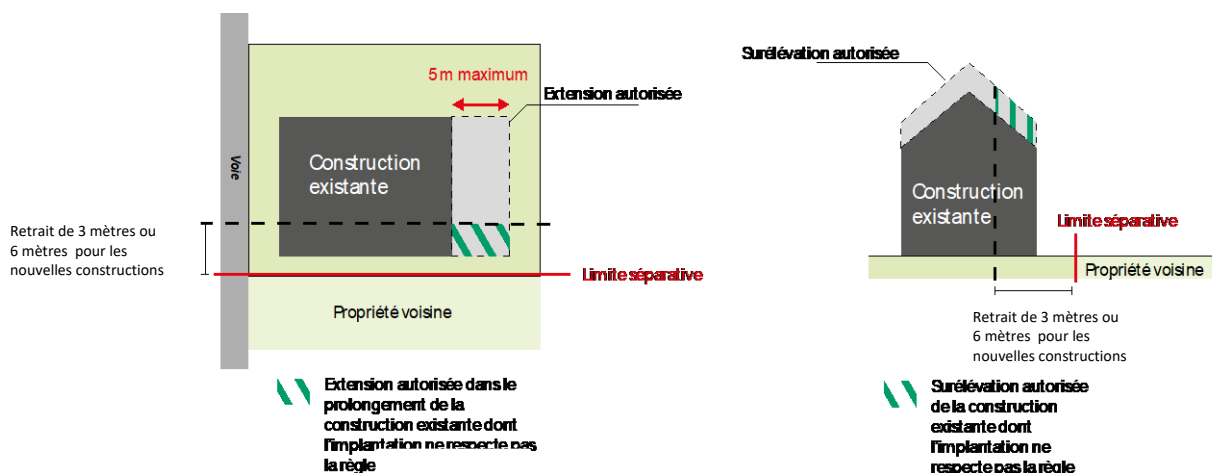 5 m maximum
Extension autorisée
Voie
Construction
existante
Retrait de 3 mètres ou
6 mètres pour les
nouvelles constructions
Limite séparative
Propriété voisine
Extension autorisée dans le
prolongement de la
construction existante dont
l'implantation ne respecte pas
la règle
Surélévation autorisée
Construction
existante
Limite séparative
Propriété voisine
Retrait de 3 mètres ou
6 mètres pour les
nouvelles constructions
Surélévation autorisée
de la construction
existante dont
l'implantation ne
respecte pas la règle